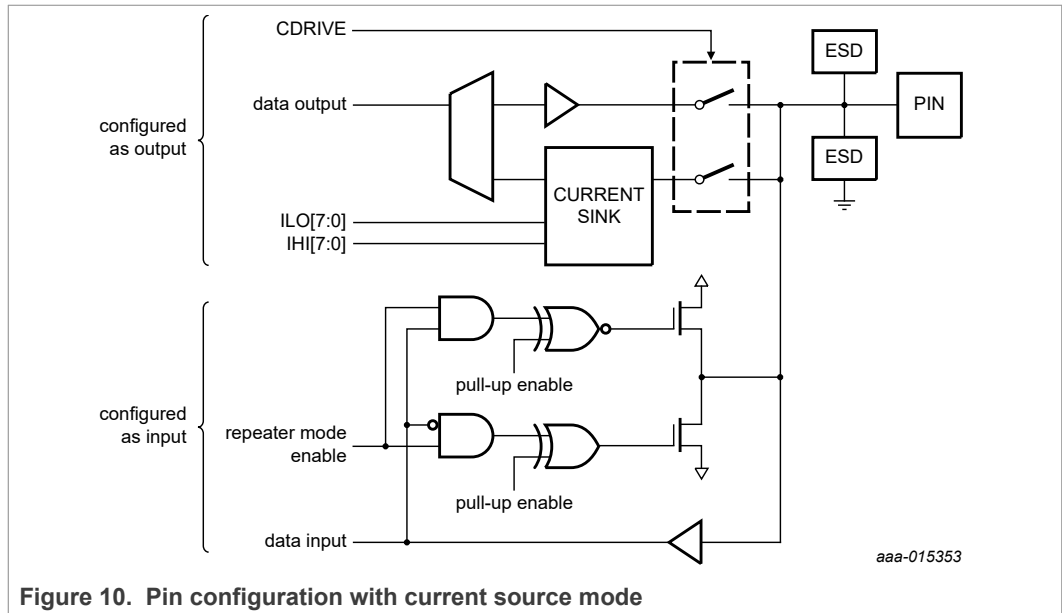 CDRIVE
ESD
data output
PIN
configured
as output
ESD
CURRENT
SINK
ILO[7:0]
IHI[7:0]
pull-up enable
configured
as input
repeater mode
enable
pull-up enable
data input
aaa-015353
Figure 10. Pin configuration with current source mode